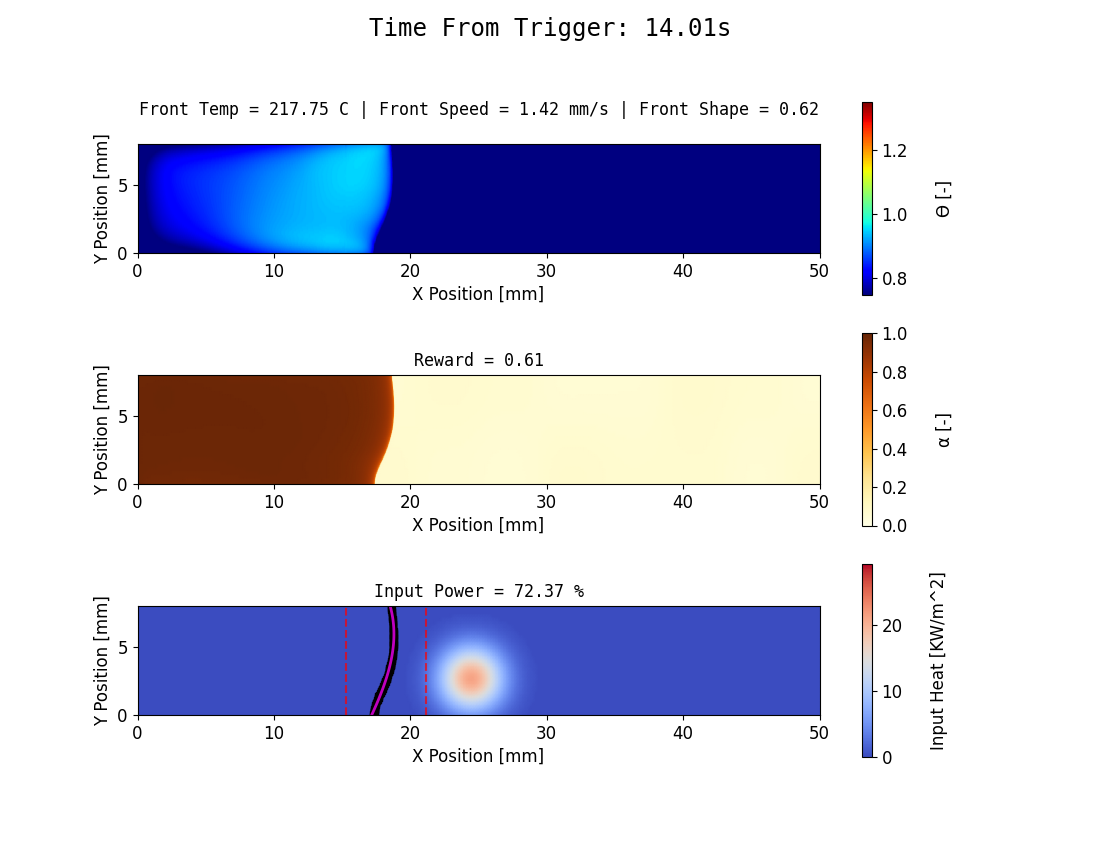 Time From Trigger: 14.01s
Front Temp = 217.75 C | Front Speed = 1.42 mm/s | Front Shape = 0.62
Y Position [mm]
5
0
0 10 20 30 40 50
X Position [mm]
1.2
1.0
0.8
Θ [-]
Reward = 0.61
Y Position [mm]
5
0
0 10 20 30 40 50
X Position [mm]
1.0
0.8
0.6
0.4
0.2
0.0
α [-]
Input Power = 72.37 %
Y Position [mm]
5
0
0 10 20 30 40 50
X Position [mm]
20
10
0
Input Heat [KW/m^2]